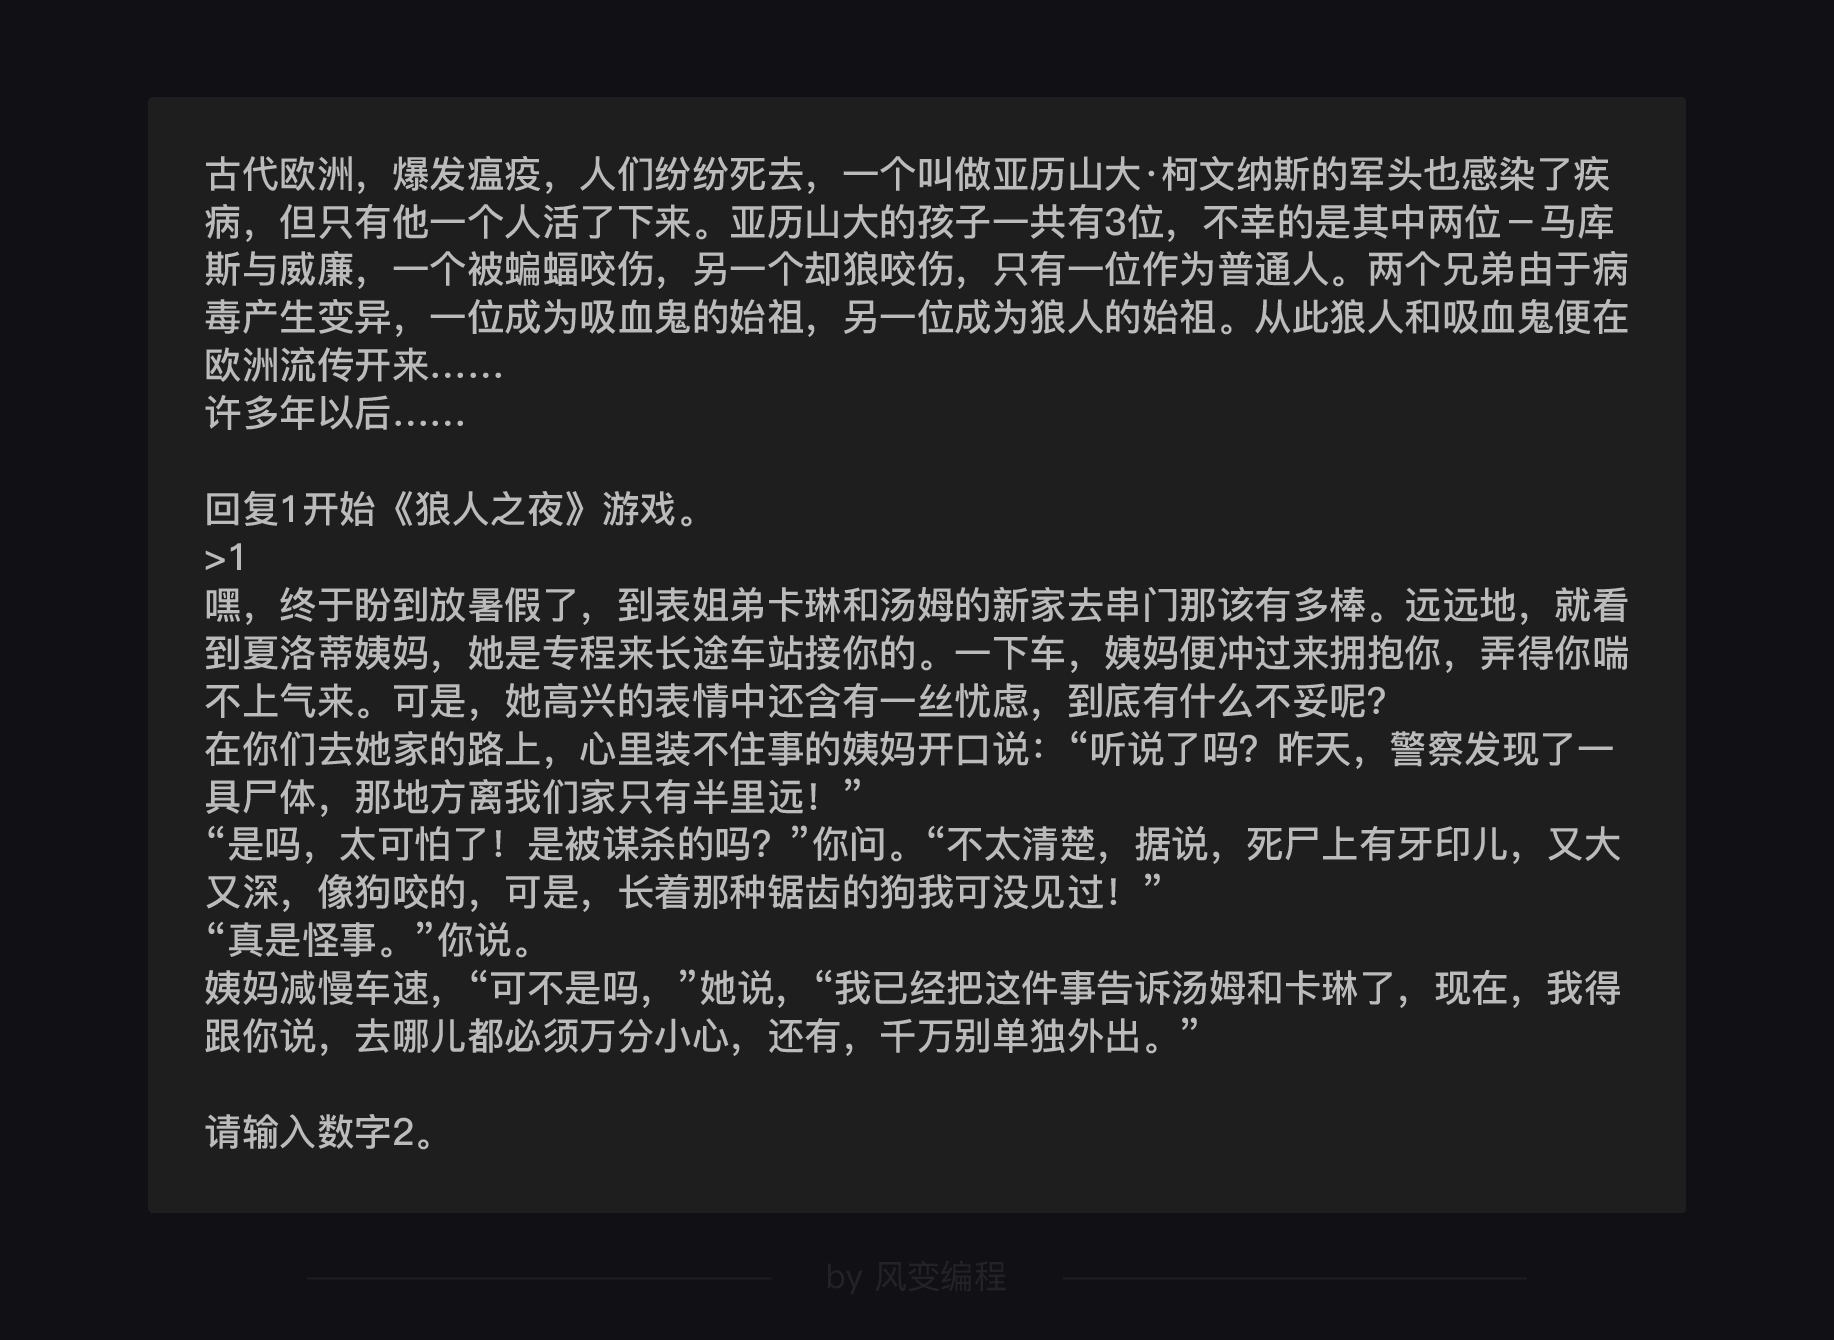 古代欧洲，爆发瘟疫，人们纷纷死去，一个叫做亚历山大·柯文纳斯的军头也感染了疾
病，但只有他一个人活了下来。亚历山大的孩子一共有3位，不幸的是其中两位－马库
斯与威廉，一个被蝙蝠咬伤，另一个却狼咬伤，只有一位作为普通人。两个兄弟由于病
毒产生变异，一位成为吸血鬼的始祖，另一位成为狼人的始祖。从此狼人和吸血鬼便在
欧洲流传开来……
许多年以后……
回复1开始《狼人之夜》游戏。
>1
嘿，终于盼到放暑假了，到表姐弟卡琳和汤姆的新家去串门那该有多棒。远远地，就看
到夏洛蒂姨妈，她是专程来长途车站接你的。一下车，姨妈便冲过来拥抱你，弄得你喘
不上气来。可是，她高兴的表情中还含有一丝忧虑，到底有什么不妥呢？
在你们去她家的路上，心里装不住事的姨妈开口说：“听说了吗？昨天，警察发现了一
具尸体，那地方离我们家只有半里远！”
“是吗，太可怕了！是被谋杀的吗？”你问。“不太清楚，据说，死尸上有牙印儿，又大
又深，像狗咬的，可是，长着那种锯齿的狗我可没见过！”
“真是怪事。”你说。
姨妈减慢车速，“可不是吗，”她说，“我已经把这件事告诉汤姆和卡琳了，现在，我得
跟你说，去哪儿都必须万分小心，还有，千万别单独外出。”
请输入数字2。
by 风变编程